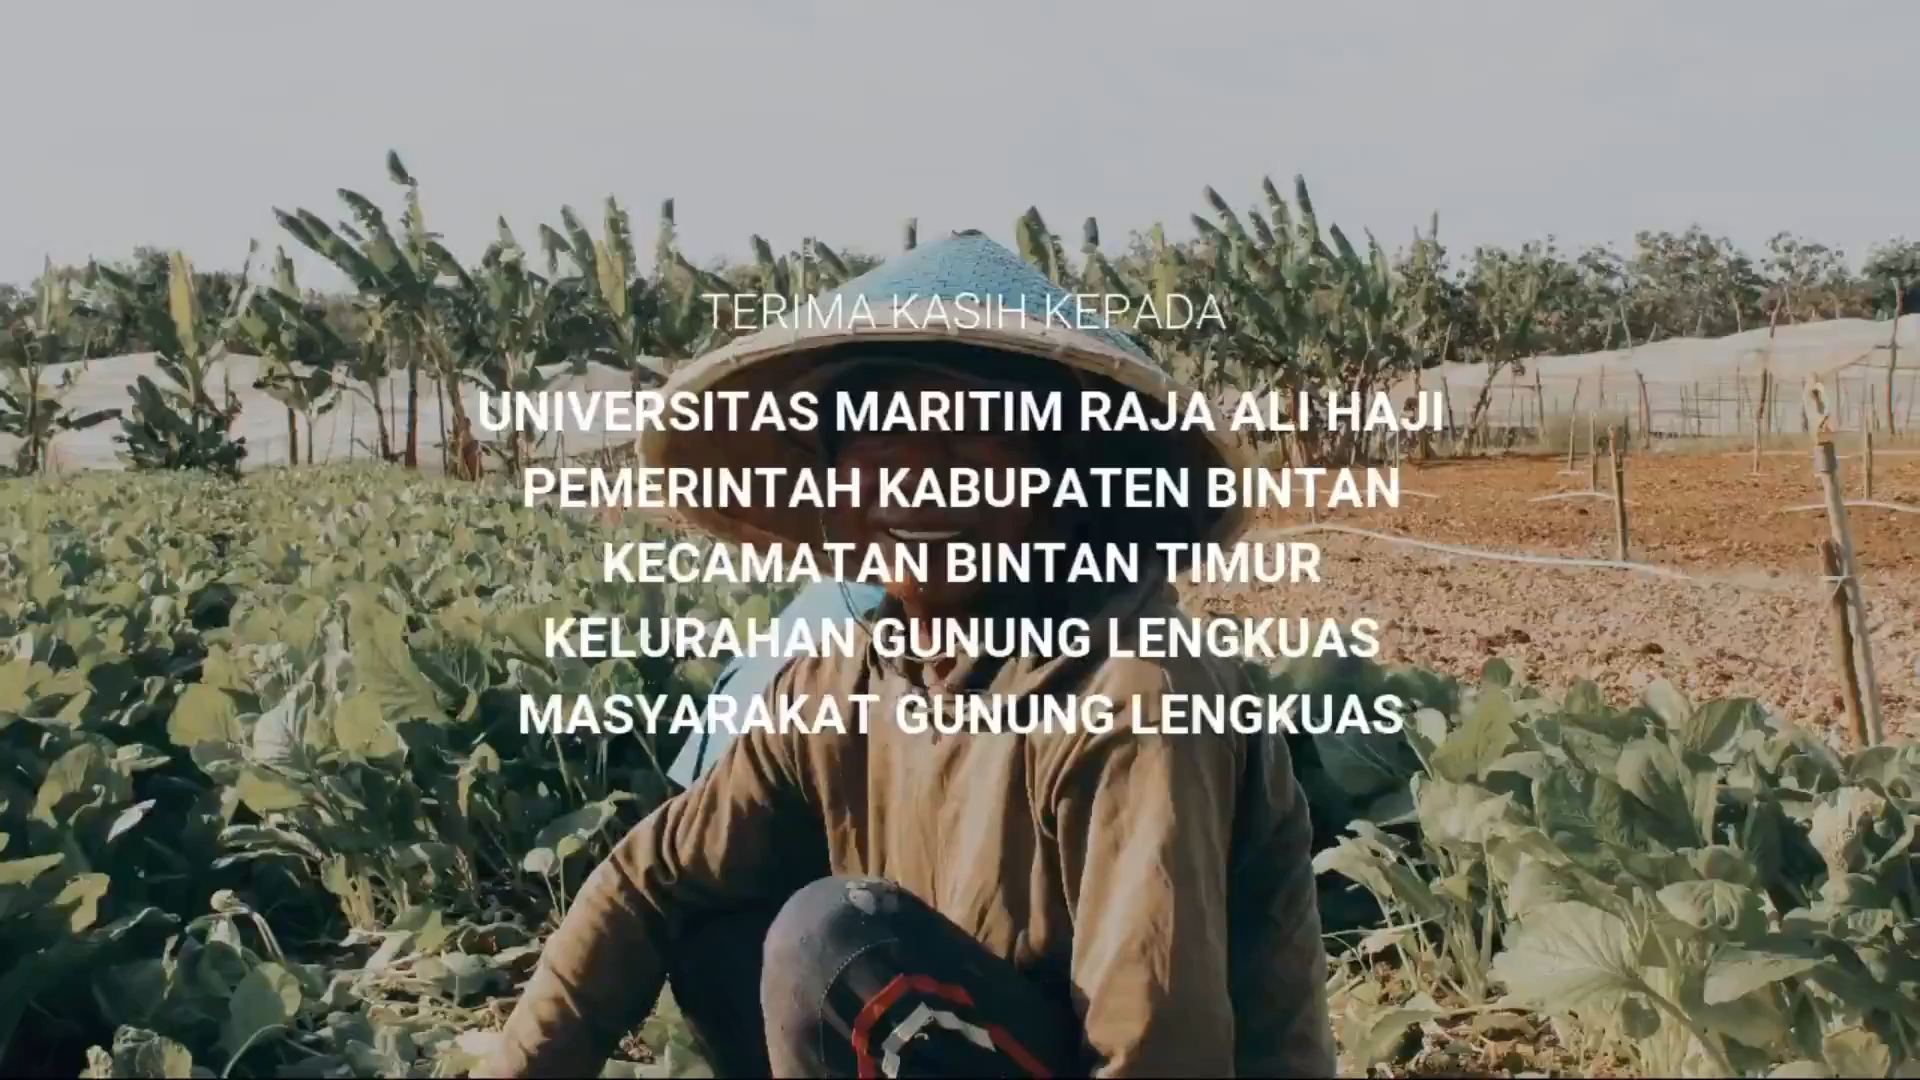 TERIMA KASIH KEPADA
UNIVERSITAS MARITIM RAJA ALI HAJI
PEMERINTAH KABUPATEN BINTAN
KECAMATAN BINTAN TIMUR
KELURAHAN GUNUNG LENGKUAS
MASYARAKAT GUNUNG LENGKUAS